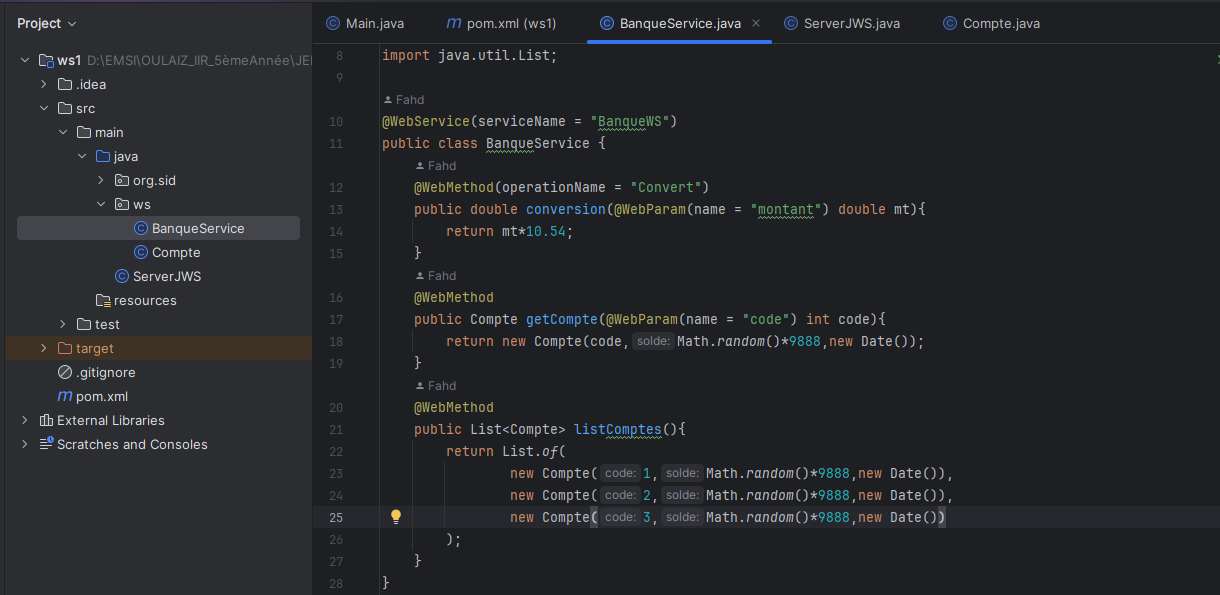 Project
Main.java
pom.xml (ws1)
BanqueService.java
ServerJWS.java
Compte.java
ws1 D:\EMSI\OULAIZ_IIR_5èmeAnnée\JE
.idea
src
main
java
org.sid
ws
BanqueService
Compte
ServerJWS
resources
test
target
.gitignore
pom.xml
External Libraries
Scratches and Consoles
8 import java.util.List;
9
Fahd
10 @WebService(serviceName = "BanqueWS")
11 public class BanqueService {
Fahd
12 @WebMethod(operationName = "Convert")
13 public double conversion(@WebParam(name = "montant") double mt){
14 return mt*10.54;
15 }
Fahd
16 @WebMethod
17 public Compte getCompte(@WebParam(name = "code") int code){
18 return new Compte(code, solde: Math.random()*9888,new Date());
19 }
Fahd
20 @WebMethod
21 public List<Compte> listComptes(){
22 return List.of(
23 new Compte( code: 1, solde: Math.random()*9888,new Date()),
24 new Compte( code: 2, solde: Math.random()*9888,new Date()),
25 new Compte( code: 3, solde: Math.random()*9888,new Date())
26 );
27 }
28 }